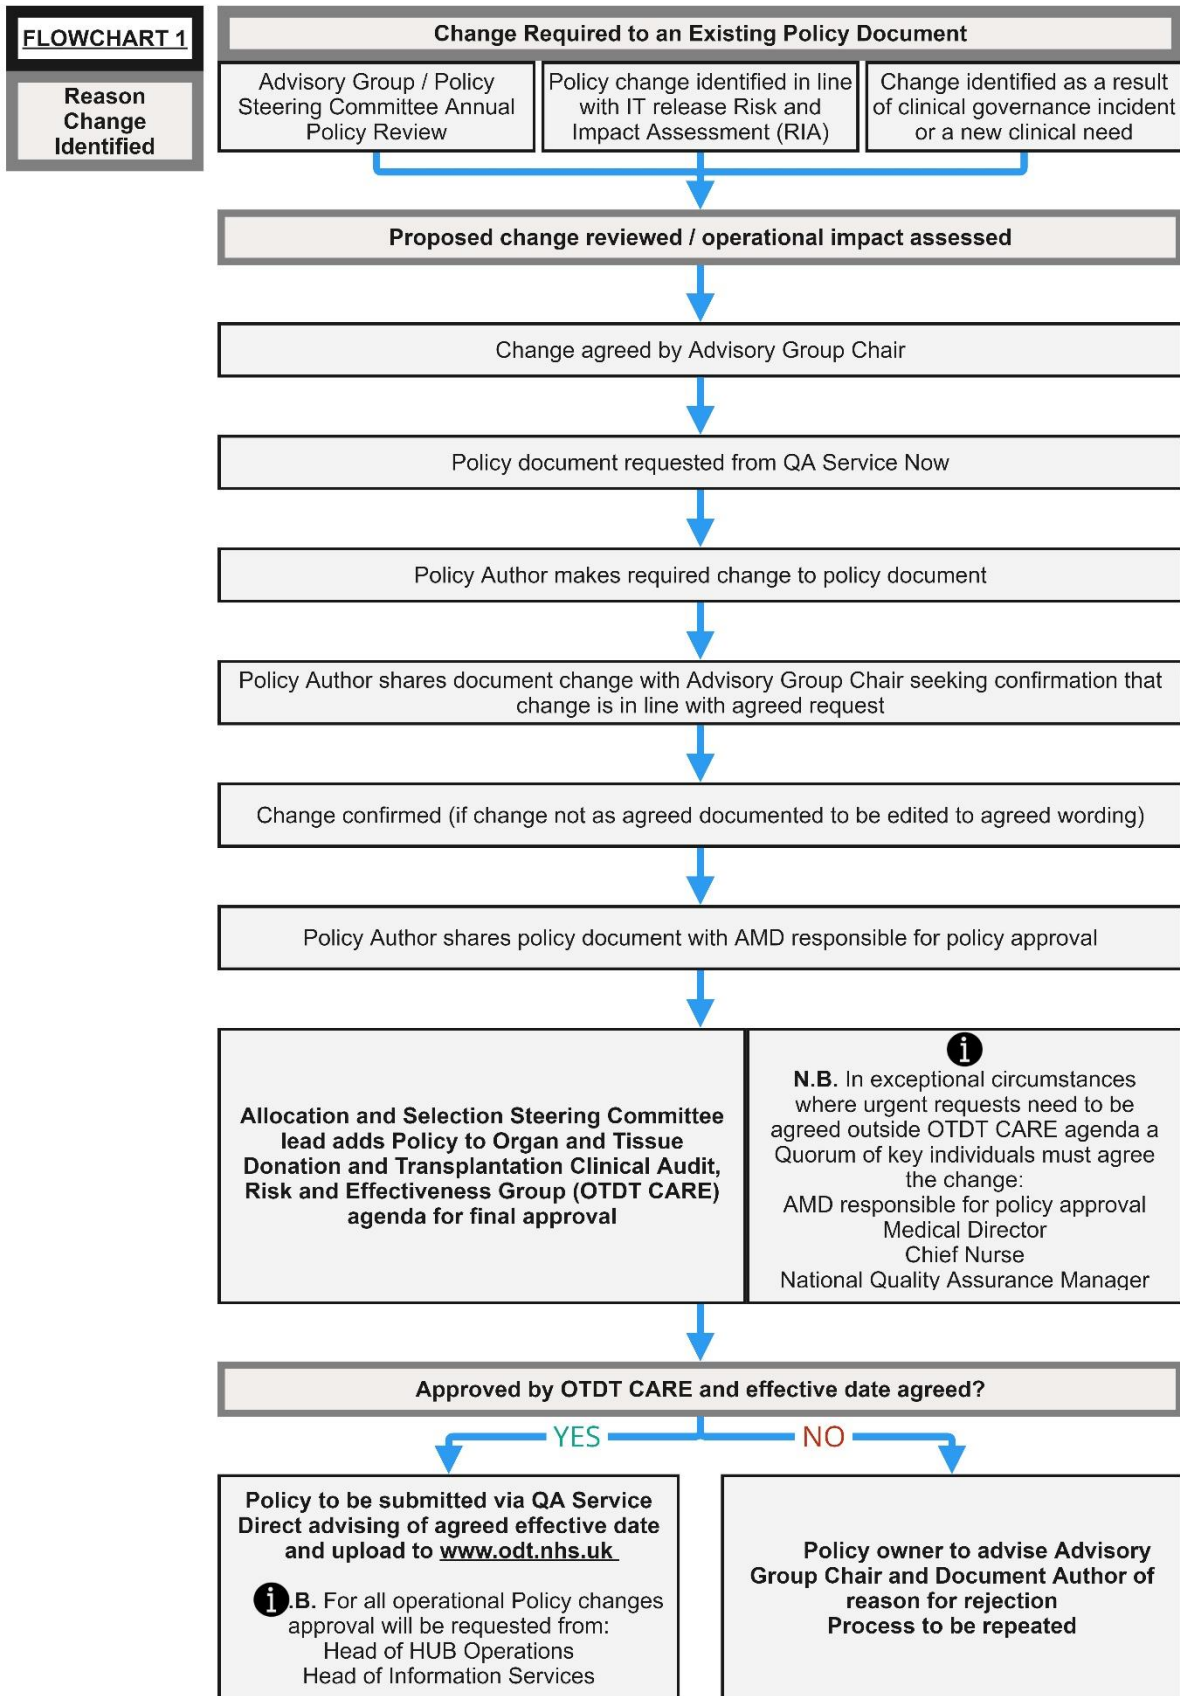 FLOWCHART 1
Reason
Change
Identified
Change Required to an Existing Policy Document
Advisory Group / Policy
Steering Committee Annual
Policy Review
Policy change identified in line
with IT release Risk and
Impact Assessment (RIA)
Change identified as a result
of clinical governance incident
or a new clinical need
Proposed change reviewed / operational impact assessed
Change agreed by Advisory Group Chair
Policy document requested from QA Service Now
Policy Author makes required change to policy document
Policy Author shares document change with Advisory Group Chair seeking confirmation that
change is in line with agreed request
Change confirmed (if change not as agreed documented to be edited to agreed wording)
Policy Author shares policy document with AMD responsible for policy approval
Allocation and Selection Steering Committee
lead adds Policy to Organ and Tissue
Donation and Transplantation Clinical Audit,
Risk and Effectiveness Group (OTDT CARE)
agenda for final approval
i
N.B. In exceptional circumstances
where urgent requests need to be
agreed outside OTDT CARE agenda a
Quorum of key individuals must agree
the change:
AMD responsible for policy approval
Medical Director
Chief Nurse
National Quality Assurance Manager
Approved by OTDT CARE and effective date agreed?
YES
NO
Policy to be submitted via QA Service
Direct advising of agreed effective date
and upload to www.odt.nhs.uk
i .B. For all operational Policy changes
approval will be requested from:
Head of HUB Operations
Head of Information Services
Policy owner to advise Advisory
Group Chair and Document Author of
reason for rejection
Process to be repeated